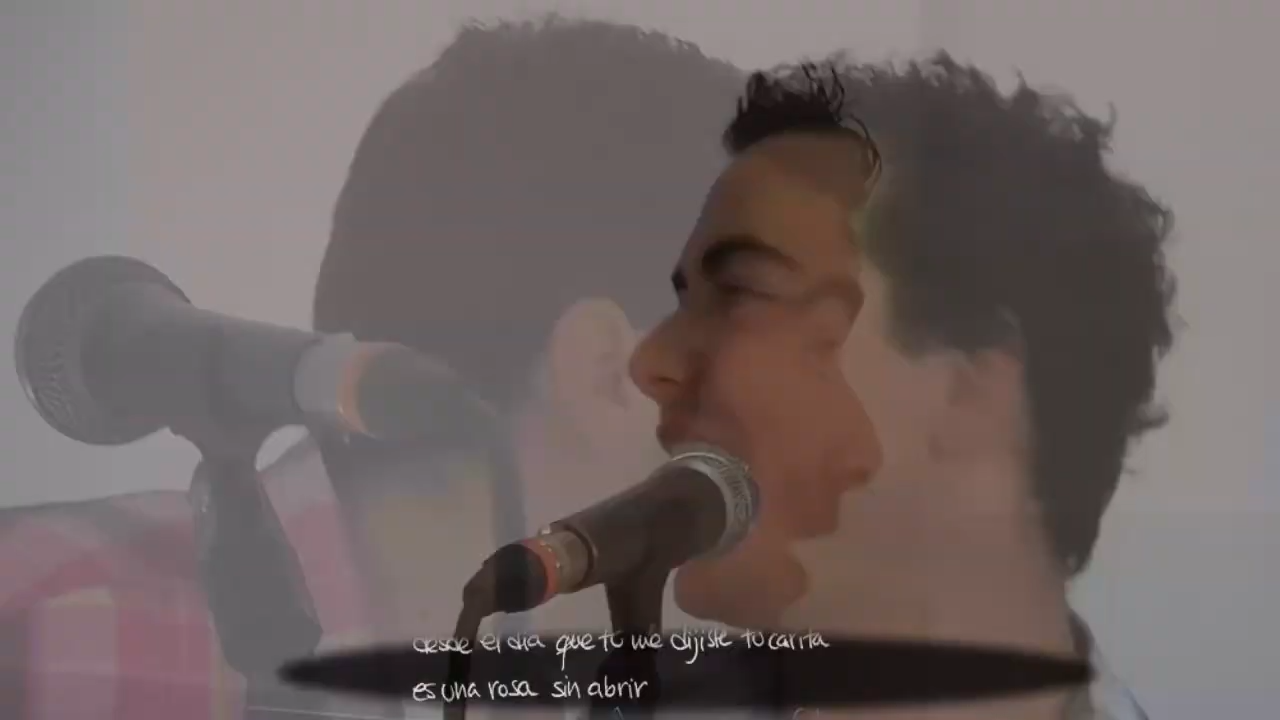 desde el dia que tu me dijiste tu carita
es una rosa sin abrir